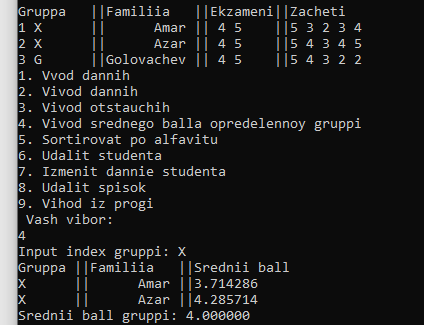 Gruppa   ||Familiia   ||Ekzameni||Zacheti
1 X      ||      Amar || 4 5    ||5 3 2 3 4
2 X      ||      Azar || 4 5    ||5 4 3 4 5
3 G      ||Golovachev || 4 5    ||5 4 3 2 2
1. Vvod dannih
2. Vivod dannih
3. Vivod otstauchih
4. Vivod srednego balla opredelennoy gruppi
5. Sortirovat po alfavitu
6. Udalit studenta
7. Izmenit dannie studenta
8. Udalit spisok
9. Vihod iz progi
 Vash vibor:
4
Input index gruppi: X
Gruppa ||Familiia   ||Srednii ball
X      ||      Amar ||3.714286
X      ||      Azar ||4.285714
Srednii ball gruppi: 4.000000